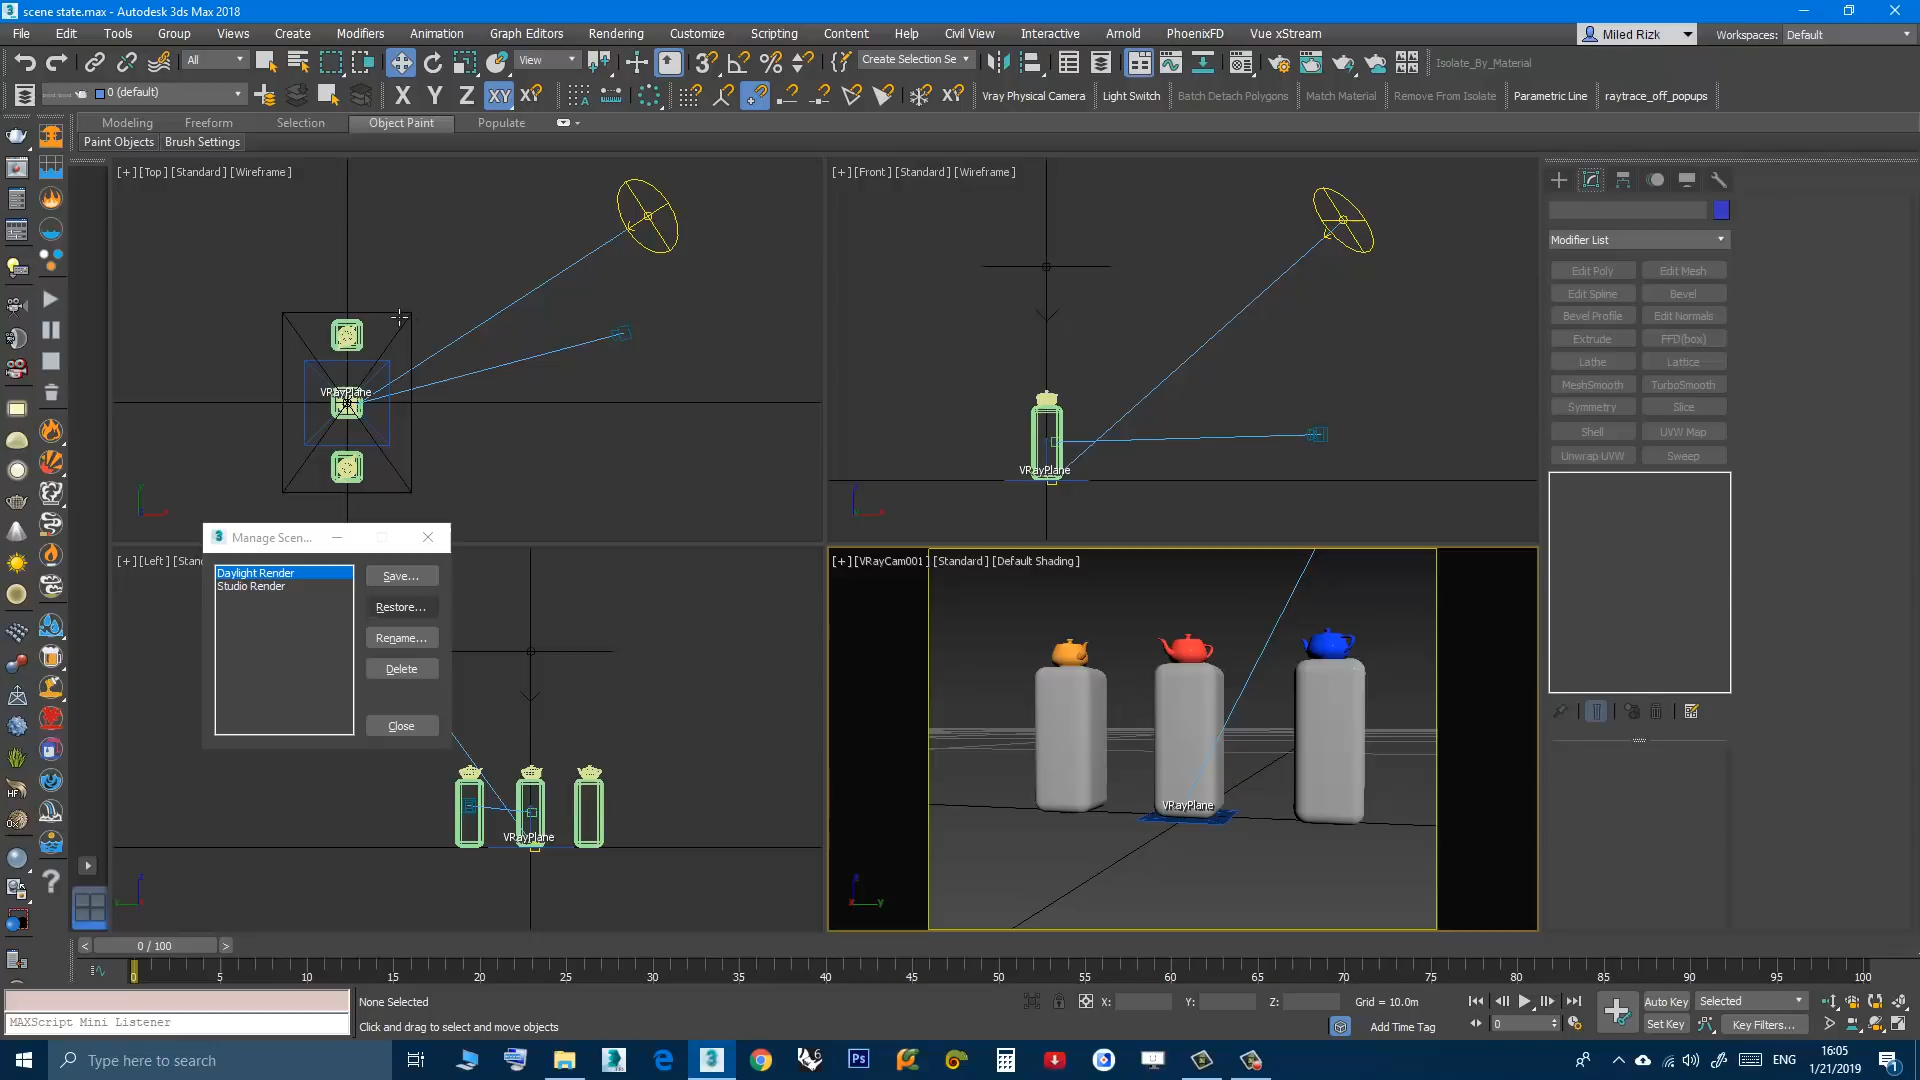 scene state.max - Autodesk 3ds Max 2018
File Edit Tools Group Views Create Modifiers Animation Graph Editors Rendering Customize Scripting Content Help Civil View Interactive Arnold PhoenixFD Vue xStream
Miled Rizk
Workspaces: Default
All
View
Create Selection Se
Isolate_By_Material
0 (default)
X Y Z XY XY
Vray Physical Camera Light Switch Batch Detach Polygons Match Material Remove From Isolate Parametric Line raytrace_off_popups
Modeling Freeform Selection Object Paint Populate
Paint Objects Brush Settings
[+] [Top] [Standard] [Wireframe]
VRayPlane
[+] [Front] [Standard] [Wireframe]
VRayPlane
Modifier List
Edit Poly Edit Mesh
Edit Spline Bevel
Bevel Profile Edit Normals
Extrude FFD(box)
Lathe Lattice
MeshSmooth TurboSmooth
Symmetry Slice
Shell UVW Map
Unwrap UVW Sweep
Manage Scen...
Daylight Render
Studio Render
Save...
Restore...
Rename...
Delete
Close
[+] [Left] [Stan
VRayPlane
[+] [VRayCam001] [Standard] [Default Shading]
VRayPlane
HF
< 0 / 100 >
0 5 10 15 20 25 30 35 40 45 50 55 60 65 70 75 80 85 90 95 100
MAXScript Mini Listener
None Selected
Click and drag to select and move objects
X: Y: Z: Grid = 10.0m
Add Time Tag
0
Auto Key Selected
Set Key Key Filters...
Type here to search
3
Ps
ENG
16:05
1/21/2019
1